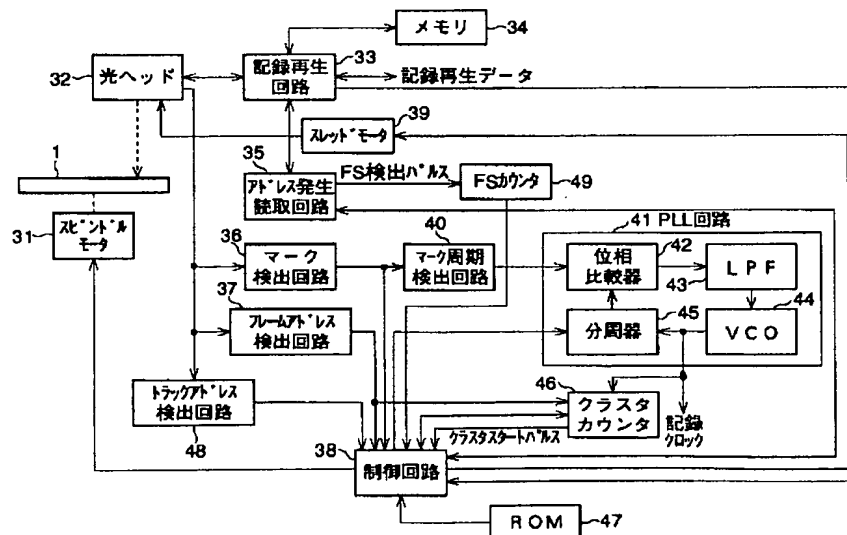 メモリ
34
33
32
光ヘッド
記録再生
回路
記録再生データ
39
スレッドモータ
1
35
FS検出パルス
アドレス発生
読取回路
FSカウンタ
49
31
スピンドル
モータ
36
マーク
検出回路
40
マーク周期
検出回路
41 PLL回路
42
位相
比較器
LPF
43
37
フレームアドレス
検出回路
44
45
分周器
VCO
トラックアドレス
検出回路
48
46
クラスタ
カウンタ
クラスタスタートパルス
記録
クロック
38
制御回路
ROM
47